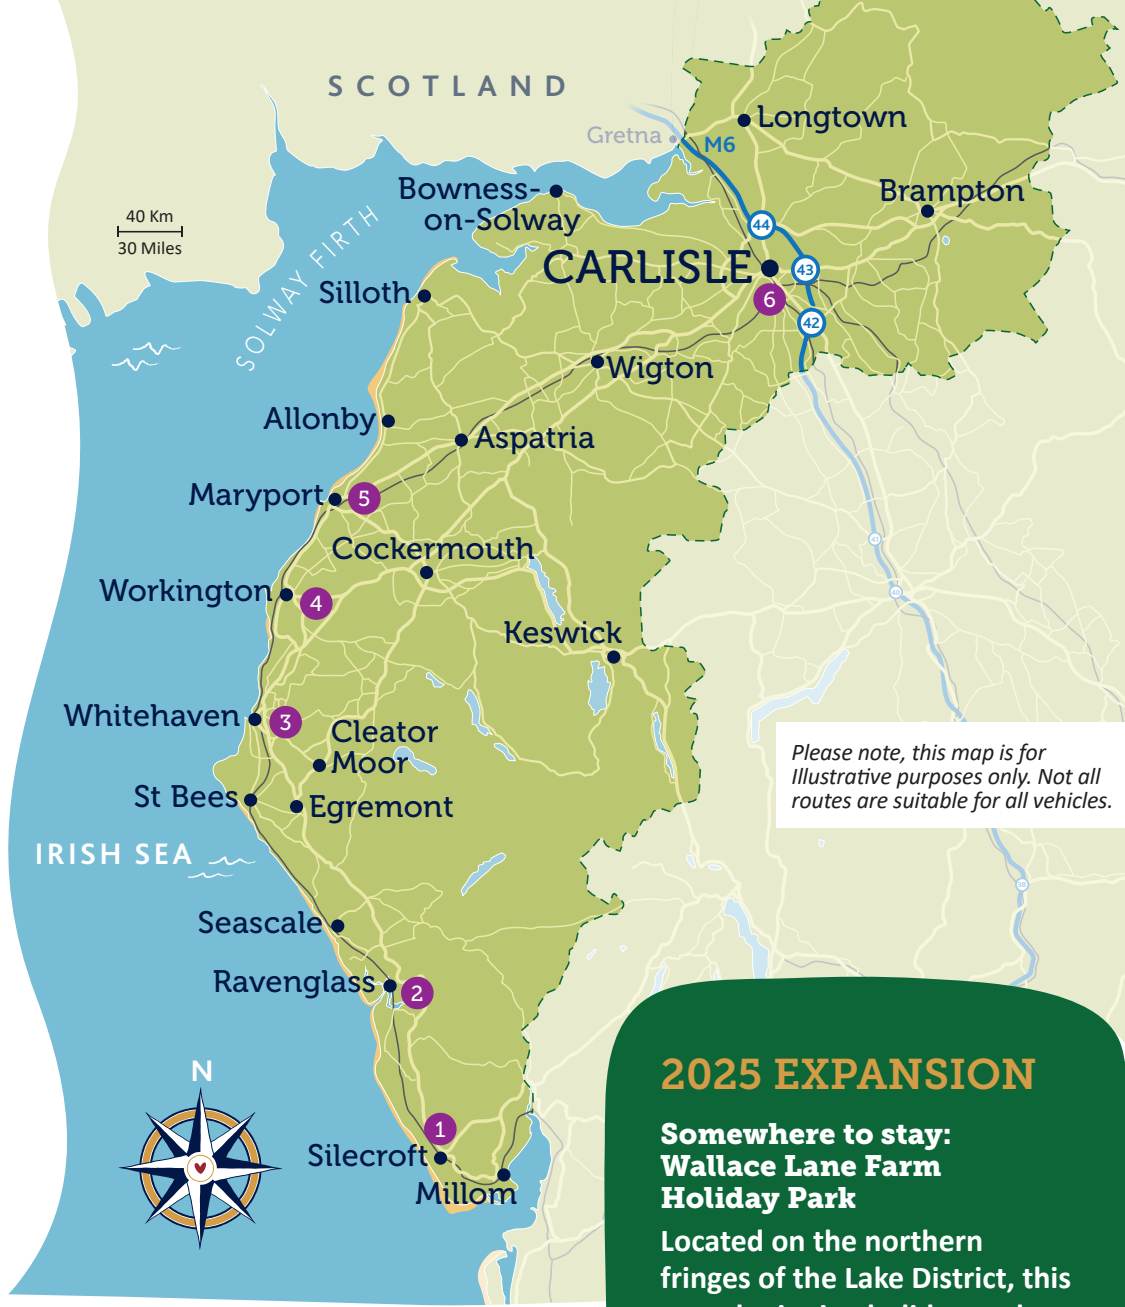 SCOTLAND
Gretna
M6
Longtown
Brampton
Bowness-
on-Solway
40 Km
30 Miles
SOLWAY FIRTH
44
CARLISLE
43
6
42
Silloth
Wigton
Allonby
Aspatria
Maryport
5
Cockermouth
41
Workington
4
40
Keswick
Whitehaven
3
Cleator
Moor
St Bees
Egremont
Please note, this map is for
Illustrative purposes only. Not all
routes are suitable for all vehicles.
IRISH SEA
Seascale
Ravenglass
2
N
1
Silecroft
Millom
2025 EXPANSION
Somewhere to stay:
Wallace Lane Farm
Holiday Park
Located on the northern
fringes of the Lake District, this